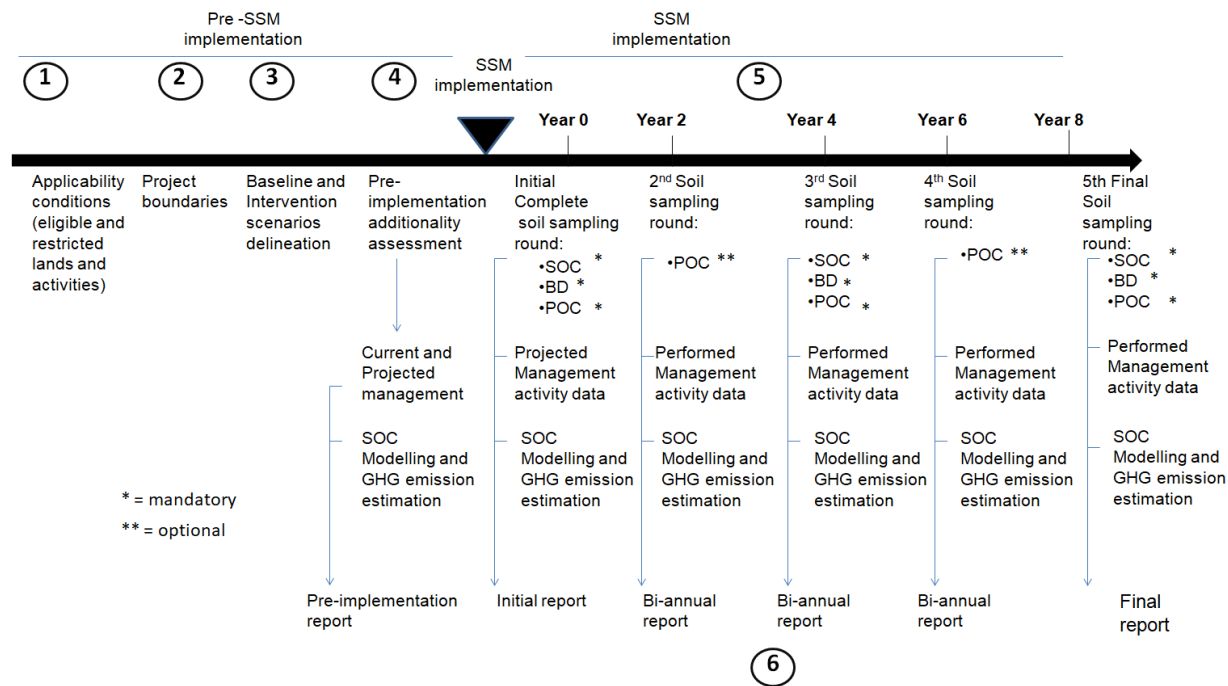 Pre -SSM
implementation
SSM
implementation
1
2
3
4
SSM
implementation
5
Year 0
Year 2
Year 4
Year 6
Year 8
Applicability
conditions
(eligible and
restricted
lands and
activities)
Project
boundaries
Baseline and
Intervention
scenarios
delineation
Pre-
implementation
additionality
assessment
Initial
Complete
soil sampling
round:
•SOC *
•BD *
•POC *
2nd Soil
sampling
round:
•POC **
3rd Soil
sampling
round:
•SOC *
•BD *
•POC *
4th Soil
sampling
round:
•POC **
5th Final
Soil
sampling
round:
•SOC *
•BD *
•POC *
Current and
Projected
management
Projected
Management
activity data
Performed
Management
activity data
Performed
Management
activity data
Performed
Management
activity data
Performed
Management
activity data
SOC
Modelling and
GHG emission
estimation
SOC
Modelling and
GHG emission
estimation
SOC
Modelling and
GHG emission
estimation
SOC
Modelling and
GHG emission
estimation
SOC
Modelling and
GHG emission
estimation
SOC
Modelling and
GHG emission
estimation
* = mandatory
** = optional
Pre-implementation
report
Initial report
Bi-annual
report
Bi-annual
report
Bi-annual
report
Final
report
6